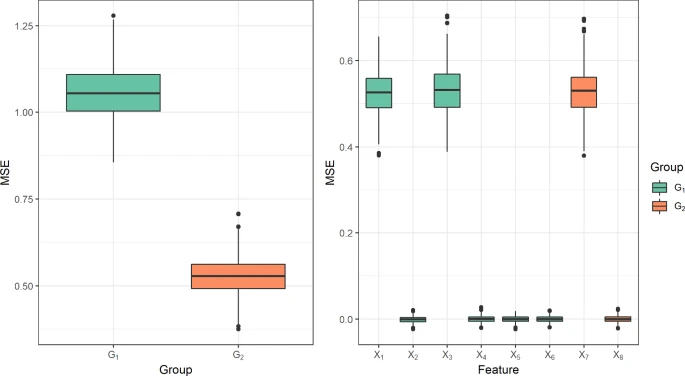 MSE
1.25
1.00
0.75
0.50
G₁
G₂
Group
MSE
0.6
0.4
0.2
0.0
X₁ X₂ X₃ X₄ X₅ X₆ X₇ X₈
Feature
Group
G₁
G₂